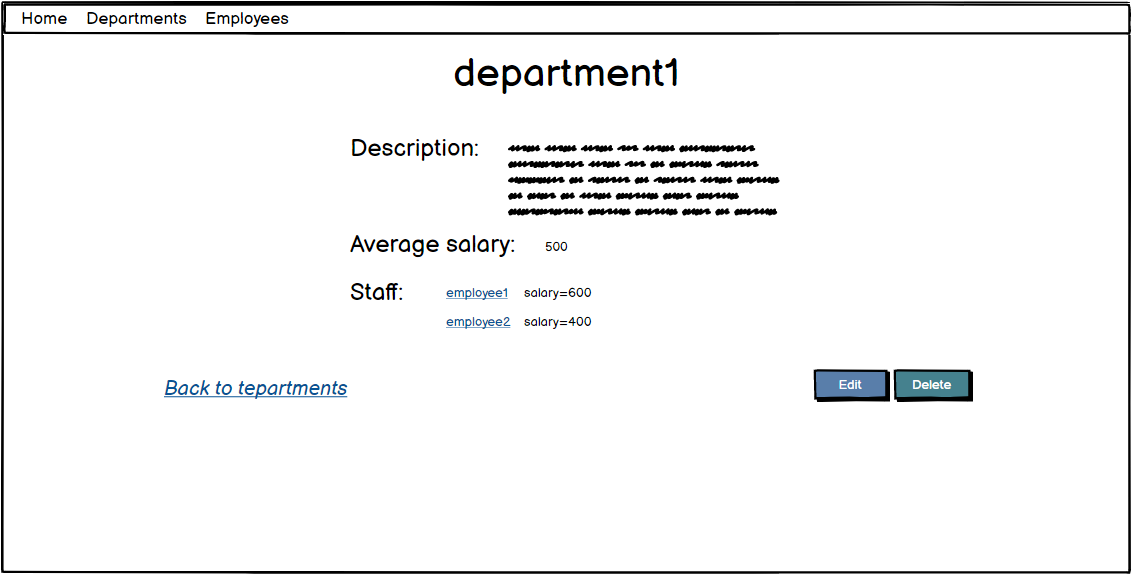 Home Departments Employees
department1
Description:
Average salary: 500
Staff: employee1 salary=600
employee2 salary=400
Back to tepartments Edit Delete